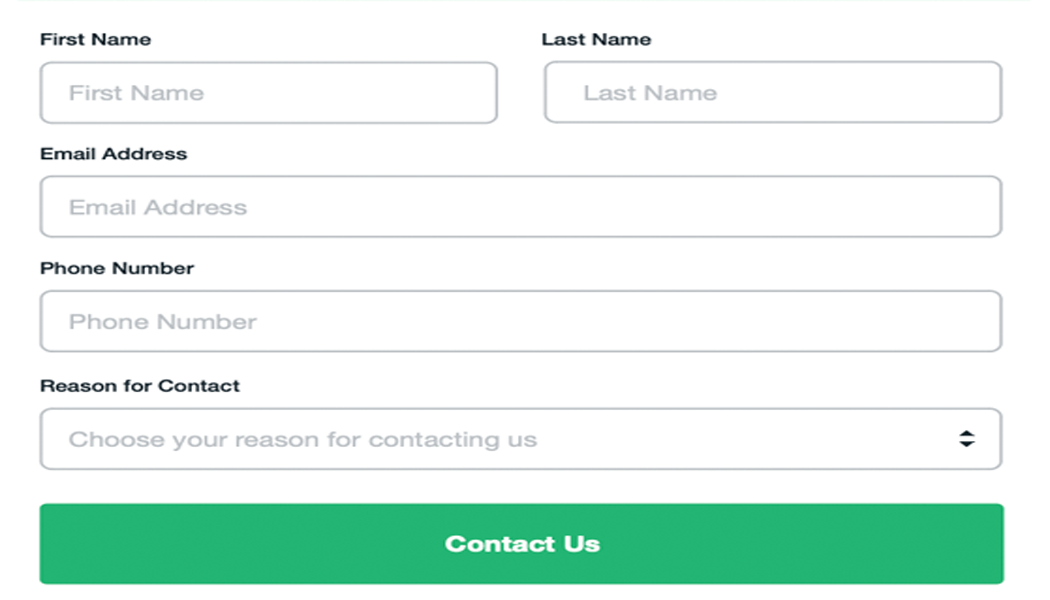 First Name Last Name
First Name Last Name
Email Address
Email Address
Phone Number
Phone Number
Reason for Contact
Choose your reason for contacting us
Contact Us